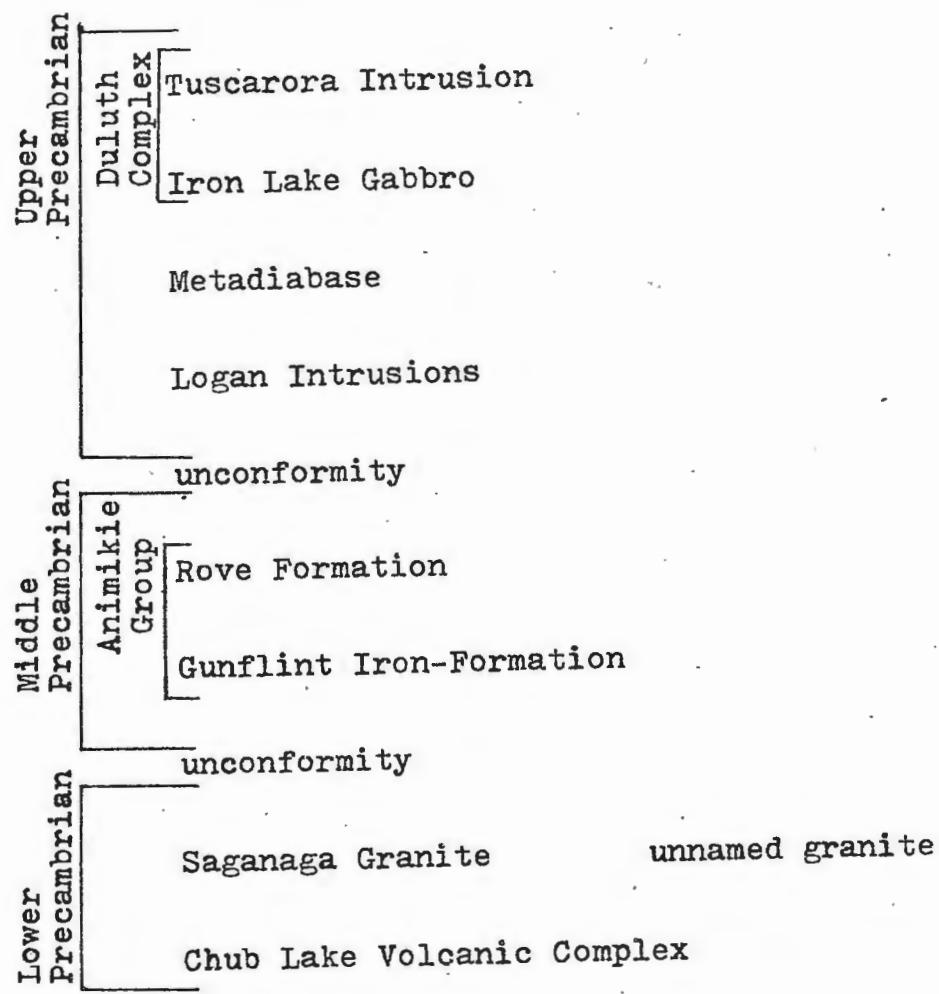 Upper
Precambrian
Duluth
Complex
Tuscarora Intrusion
Iron Lake Gabbro
Metadiabase
Logan Intrusions
unconformity
Middle
Precambrian
Animikie
Group
Rove Formation
Gunflint Iron-Formation
unconformity
Lower
Precambrian
Saganaga Granite unnamed granite
Chub Lake Volcanic Complex